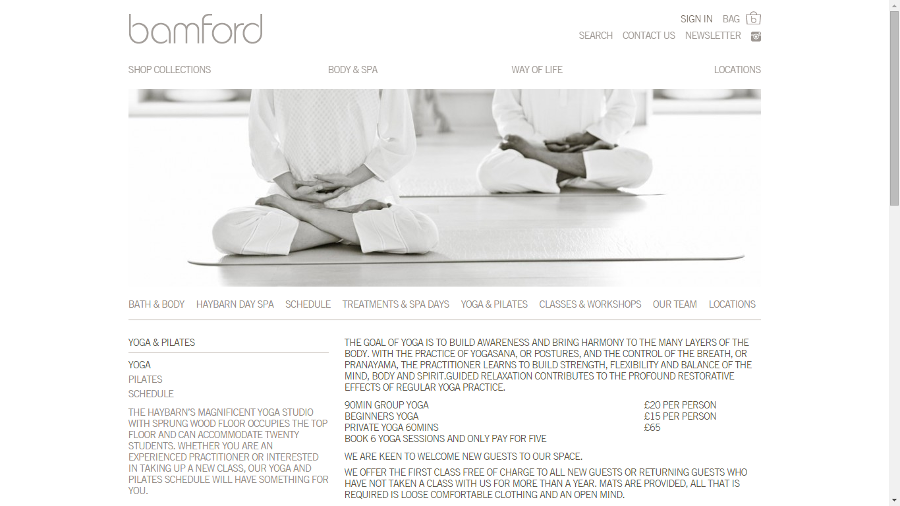 bamford
SIGN IN BAG b
SEARCH CONTACT US NEWSLETTER
SHOP COLLECTIONS BODY & SPA WAY OF LIFE LOCATIONS
BATH & BODY HAYBARN DAY SPA SCHEDULE TREATMENTS & SPA DAYS YOGA & PILATES CLASSES & WORKSHOPS OUR TEAM LOCATIONS
YOGA & PILATES
YOGA
PILATES
SCHEDULE
THE HAYBARN'S MAGNIFICENT YOGA STUDIO
WITH SPRUNG WOOD FLOOR OCCUPIES THE TOP
FLOOR AND CAN ACCOMMODATE TWENTY
STUDENTS. WHETHER YOU ARE AN
EXPERIENCED PRACTITIONER OR INTERESTED
IN TAKING UP A NEW CLASS, OUR YOGA AND
PILATES SCHEDULE WILL HAVE SOMETHING FOR
YOU.
THE GOAL OF YOGA IS TO BUILD AWARENESS AND BRING HARMONY TO THE MANY LAYERS OF THE
BODY. WITH THE PRACTICE OF YOGASANA, OR POSTURES, AND THE CONTROL OF THE BREATH, OR
PRANAYAMA, THE PRACTITIONER LEARNS TO BUILD STRENGTH, FLEXIBILITY AND BALANCE OF THE
MIND, BODY AND SPIRIT.GUIDED RELAXATION CONTRIBUTES TO THE PROFOUND RESTORATIVE
EFFECTS OF REGULAR YOGA PRACTICE.
90MIN GROUP YOGA £20 PER PERSON
BEGINNERS YOGA £15 PER PERSON
PRIVATE YOGA 60MINS £65
BOOK 6 YOGA SESSIONS AND ONLY PAY FOR FIVE
WE ARE KEEN TO WELCOME NEW GUESTS TO OUR SPACE.
WE OFFER THE FIRST CLASS FREE OF CHARGE TO ALL NEW GUESTS OR RETURNING GUESTS WHO
HAVE NOT TAKEN A CLASS WITH US FOR MORE THAN A YEAR. MATS ARE PROVIDED, ALL THAT IS
REQUIRED IS LOOSE COMFORTABLE CLOTHING AND AN OPEN MIND.